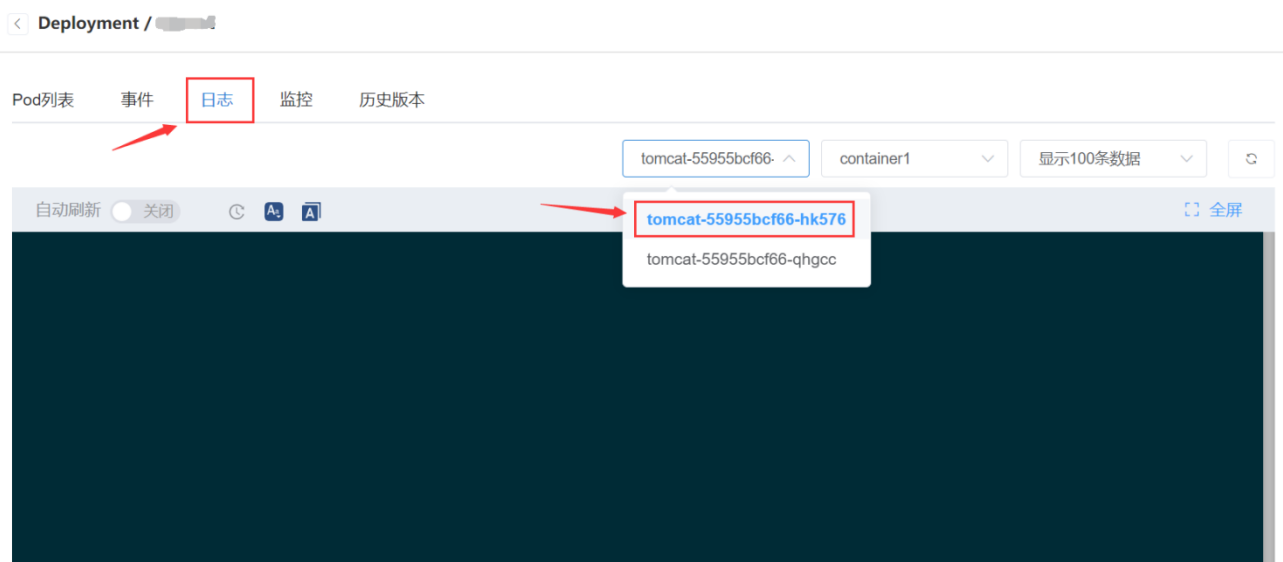 Deployment /
Pod列表 事件 日志 监控 历史版本
tomcat-55955bcf66- container1 显示100条数据
自动刷新 关闭 全屏
tomcat-55955bcf66-hk576
tomcat-55955bcf66-qhgcc